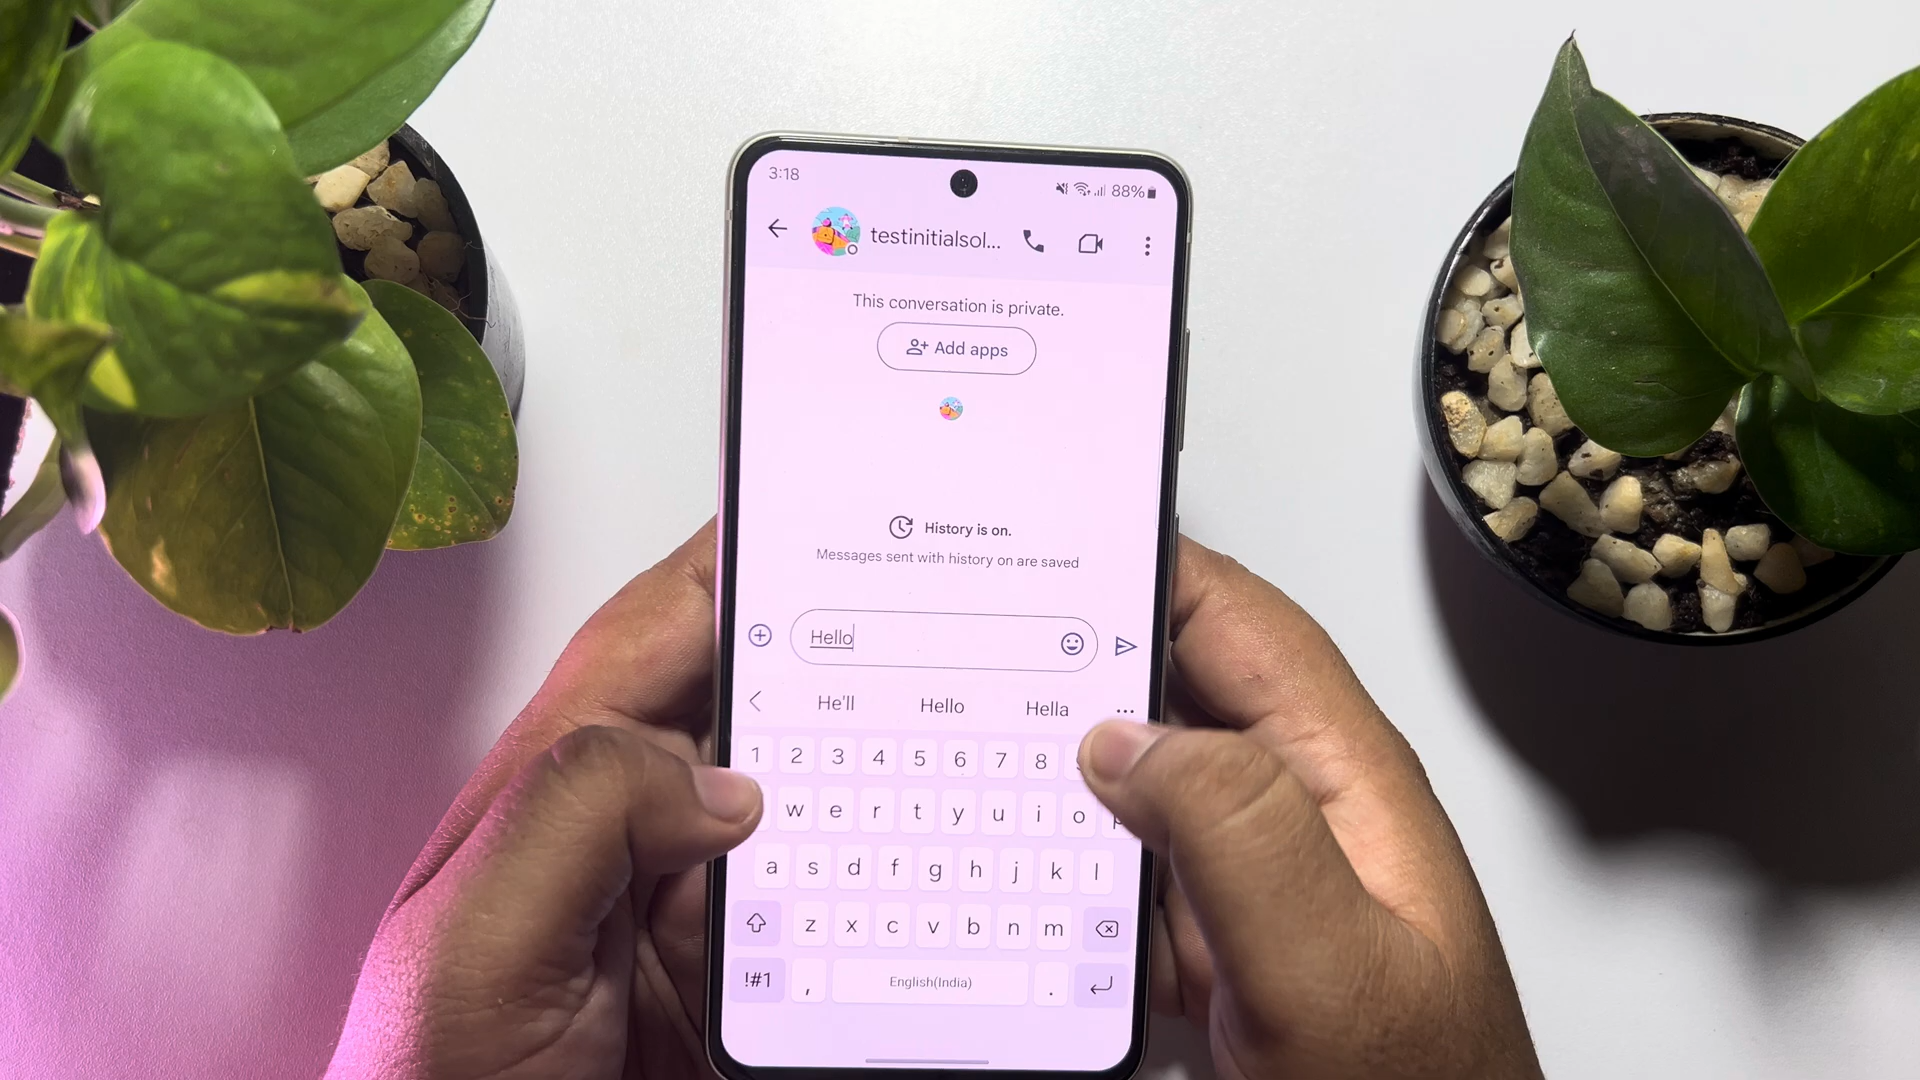 3:18 88%
testinitialsol...
This conversation is private.
Add apps
History is on.
Messages sent with history on are saved
Hello
He'll Hello Hella ...
1 2 3 4 5 6 7 8
w e r t y u i o p
a s d f g h j k l
z x c v b n m
!#1 , English(India) .